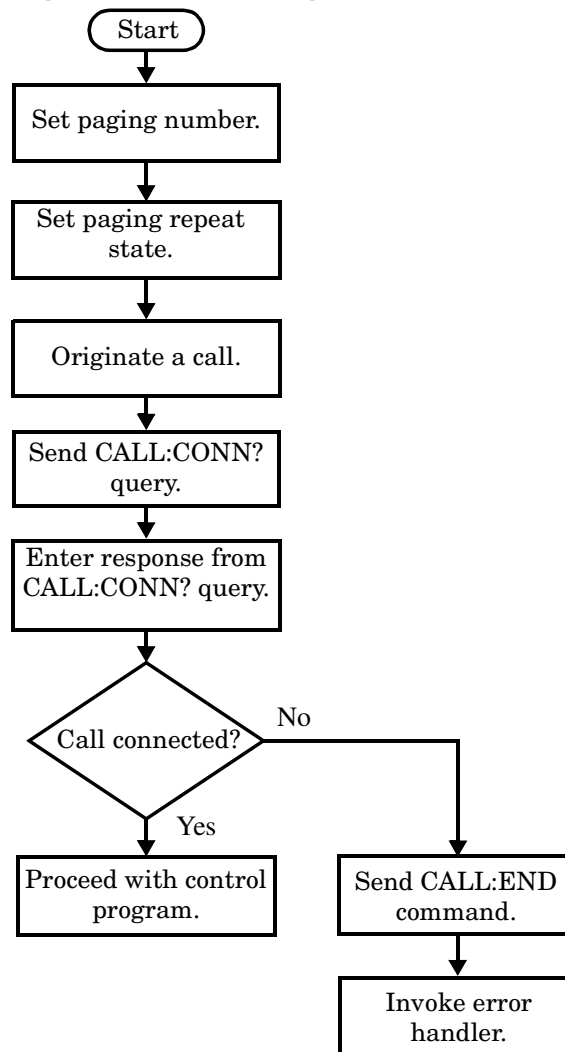 Start
Set paging number.
Set paging repeat
state.
Originate a call.
Send CALL:CONN?
query.
Enter response from
CALL:CONN? query.
Call connected?
No
Yes
Proceed with control
program.
Send CALL:END
command.
Invoke error
handler.